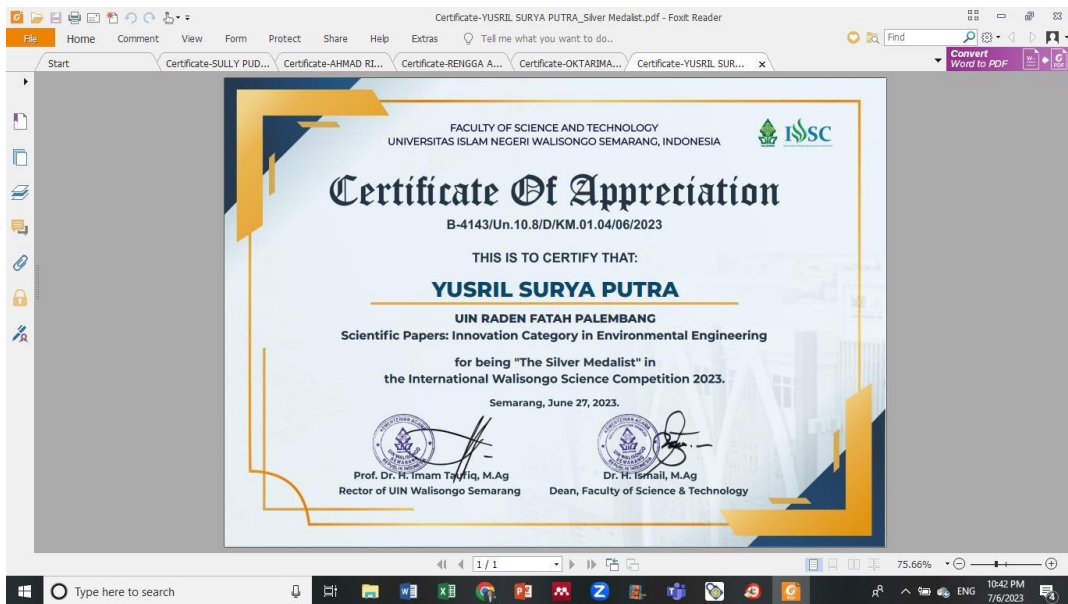 Certificate-YUSRIL SURYA PUTRA_Silver Medalist.pdf - Foxit Reader
File Home Comment View Form Protect Share Help Extras Tell me what you want to do.. Find
Start Certificate-SULLY PUD... Certificate-AHMAD RI... Certificate-RENGGA A... Certificate-OKTARIMA... Certificate-YUSRIL SUR... x
Convert
Word to PDF
FACULTY OF SCIENCE AND TECHNOLOGY
UNIVERSITAS ISLAM NEGERI WALISONGO SEMARANG, INDONESIA
Certificate Of Appreciation
B-4143/Un.10.8/D/KM.01.04/06/2023
THIS IS TO CERTIFY THAT:
YUSRIL SURYA PUTRA
UIN RADEN FATAH PALEMBANG
Scientific Papers: Innovation Category in Environmental Engineering
for being "The Silver Medalist" in
the International Walisongo Science Competition 2023.
Semarang, June 27, 2023.
Prof. Dr. H. Imam Taufiq, M.Ag
Rector of UIN Walisongo Semarang
Dr. H. Ismail, M.Ag
Dean, Faculty of Science & Technology
1 / 1
75.66%
Type here to search
ENG
10:42 PM
7/6/2023